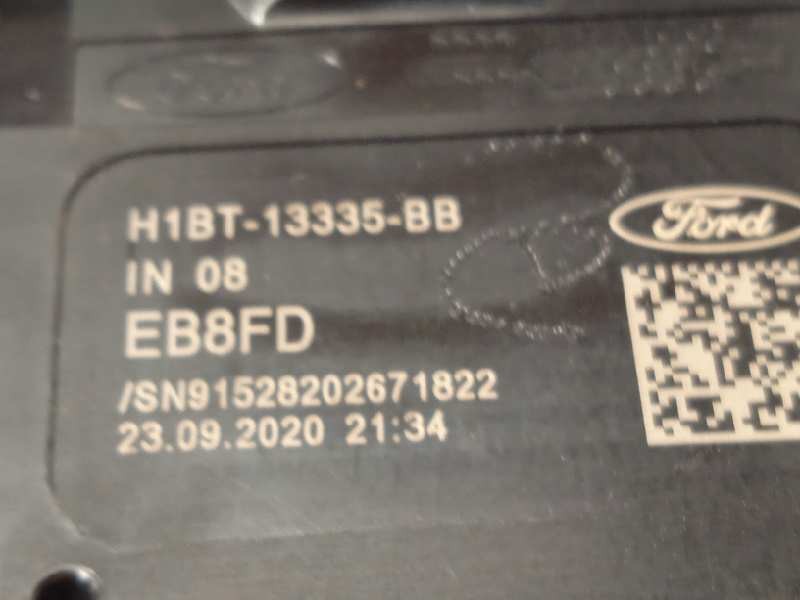 H1BT-13335-BB
Ford
IN 08
EB8FD
/SN91528202671822
23.09.2020 21:34